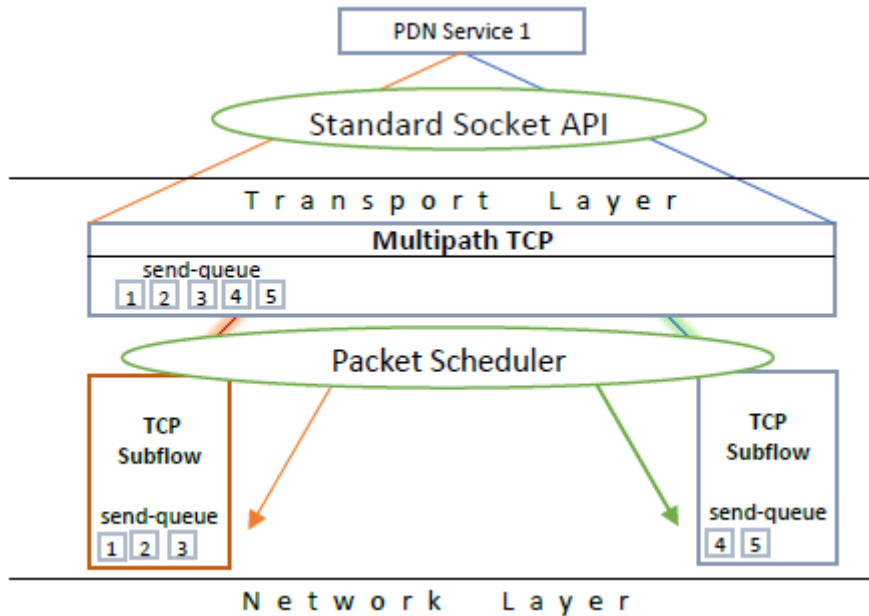 PDN Service 1
Standard Socket API
Transport Layer
Multipath TCP
send-queue
1 2 3 4 5
Packet Scheduler
TCP
Subflow
send-queue
1 2 3
TCP
Subflow
send-queue
4 5
Network Layer